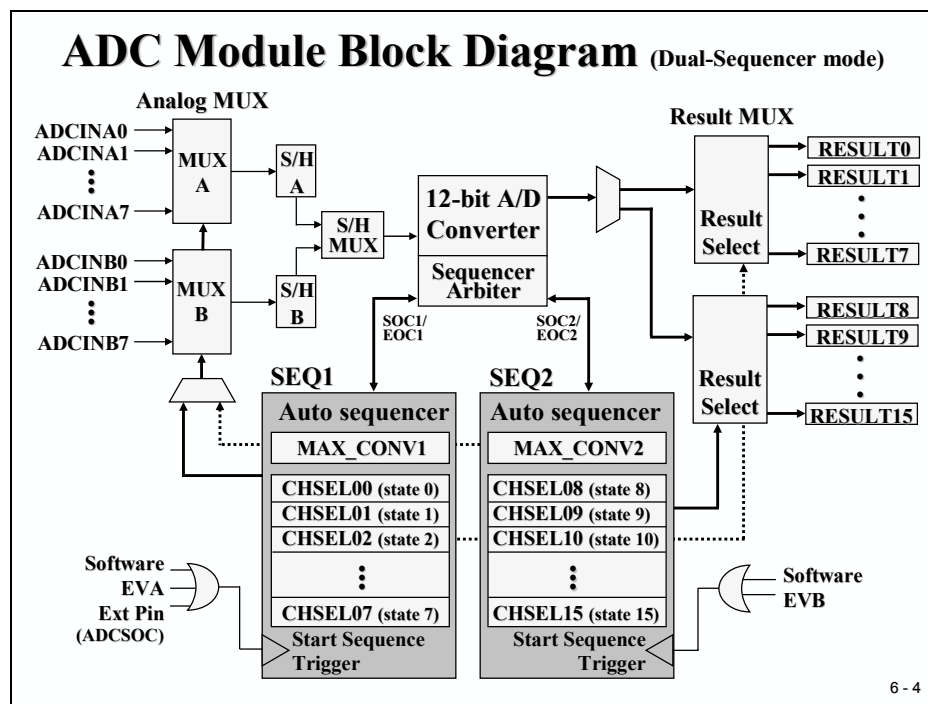 ADC Module Block Diagram (Dual-Sequencer mode)
Analog MUX
Result MUX
ADCINA0
ADCINA1
ADCINA7
MUX
A
S/H
A
ADCINB0
ADCINB1
ADCINB7
MUX
B
S/H
B
S/H
MUX
12-bit A/D
Converter
Sequencer
Arbiter
SOC1/
EOC1
SOC2/
EOC2
Result
Select
RESULT0
RESULT1
RESULT7
Result
Select
RESULT8
RESULT9
RESULT15
SEQ1
Auto sequencer
MAX_CONV1
CHSEL00 (state 0)
CHSEL01 (state 1)
CHSEL02 (state 2)
CHSEL07 (state 7)
Start Sequence
Trigger
SEQ2
Auto sequencer
MAX_CONV2
CHSEL08 (state 8)
CHSEL09 (state 9)
CHSEL10 (state 10)
CHSEL15 (state 15)
Start Sequence
Trigger
Software
EVA
Ext Pin
(ADCSOC)
Software
EVB
6 - 4